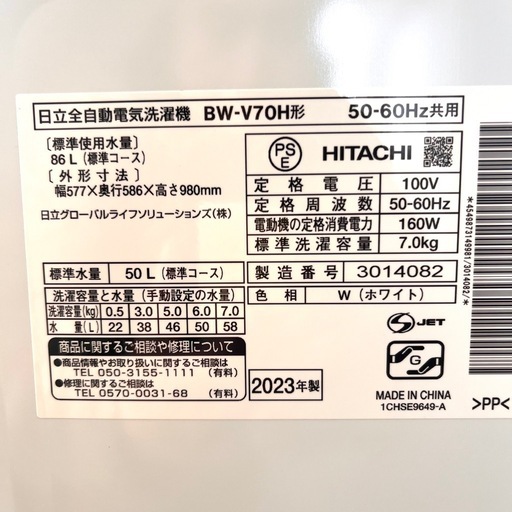 日立全自動電気洗濯機 BW-V70H形 50-60Hz共用
〔標準使用水量〕
86L(標準コース)
〔外形寸法〕
幅577×奥行586×高さ980mm
日立グローバルライフソリューションズ(株)
PS
E
HITACHI
定格電圧 100V
定格周波数 50-60Hz
電動機の定格消費電力 160W
標準洗濯容量 7.0kg
標準水量 50L(標準コース)
製造番号 3014082
洗濯容量と水量(手動設定の水量)
洗濯容量(kg) 0.5 3.0 5.0 6.0 7.0
水量(L) 22 38 46 50 58
色相 W(ホワイト)
商品に関するご相談や修理について
●商品情報やお取り扱いに関するご相談
TEL 050-3155-1111 (有料)
●修理に関するご相談
TEL 0570-0031-68 (有料)
2023年製
S JET
G
MADE IN CHINA
1CHSE9649-A
*4549873149981/3014082/*
>PP<